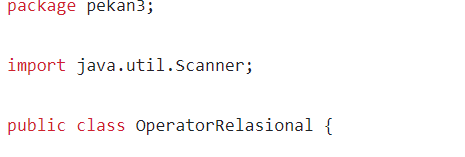 package pekan3;
import java.util.Scanner;
public class OperatorRelasional {